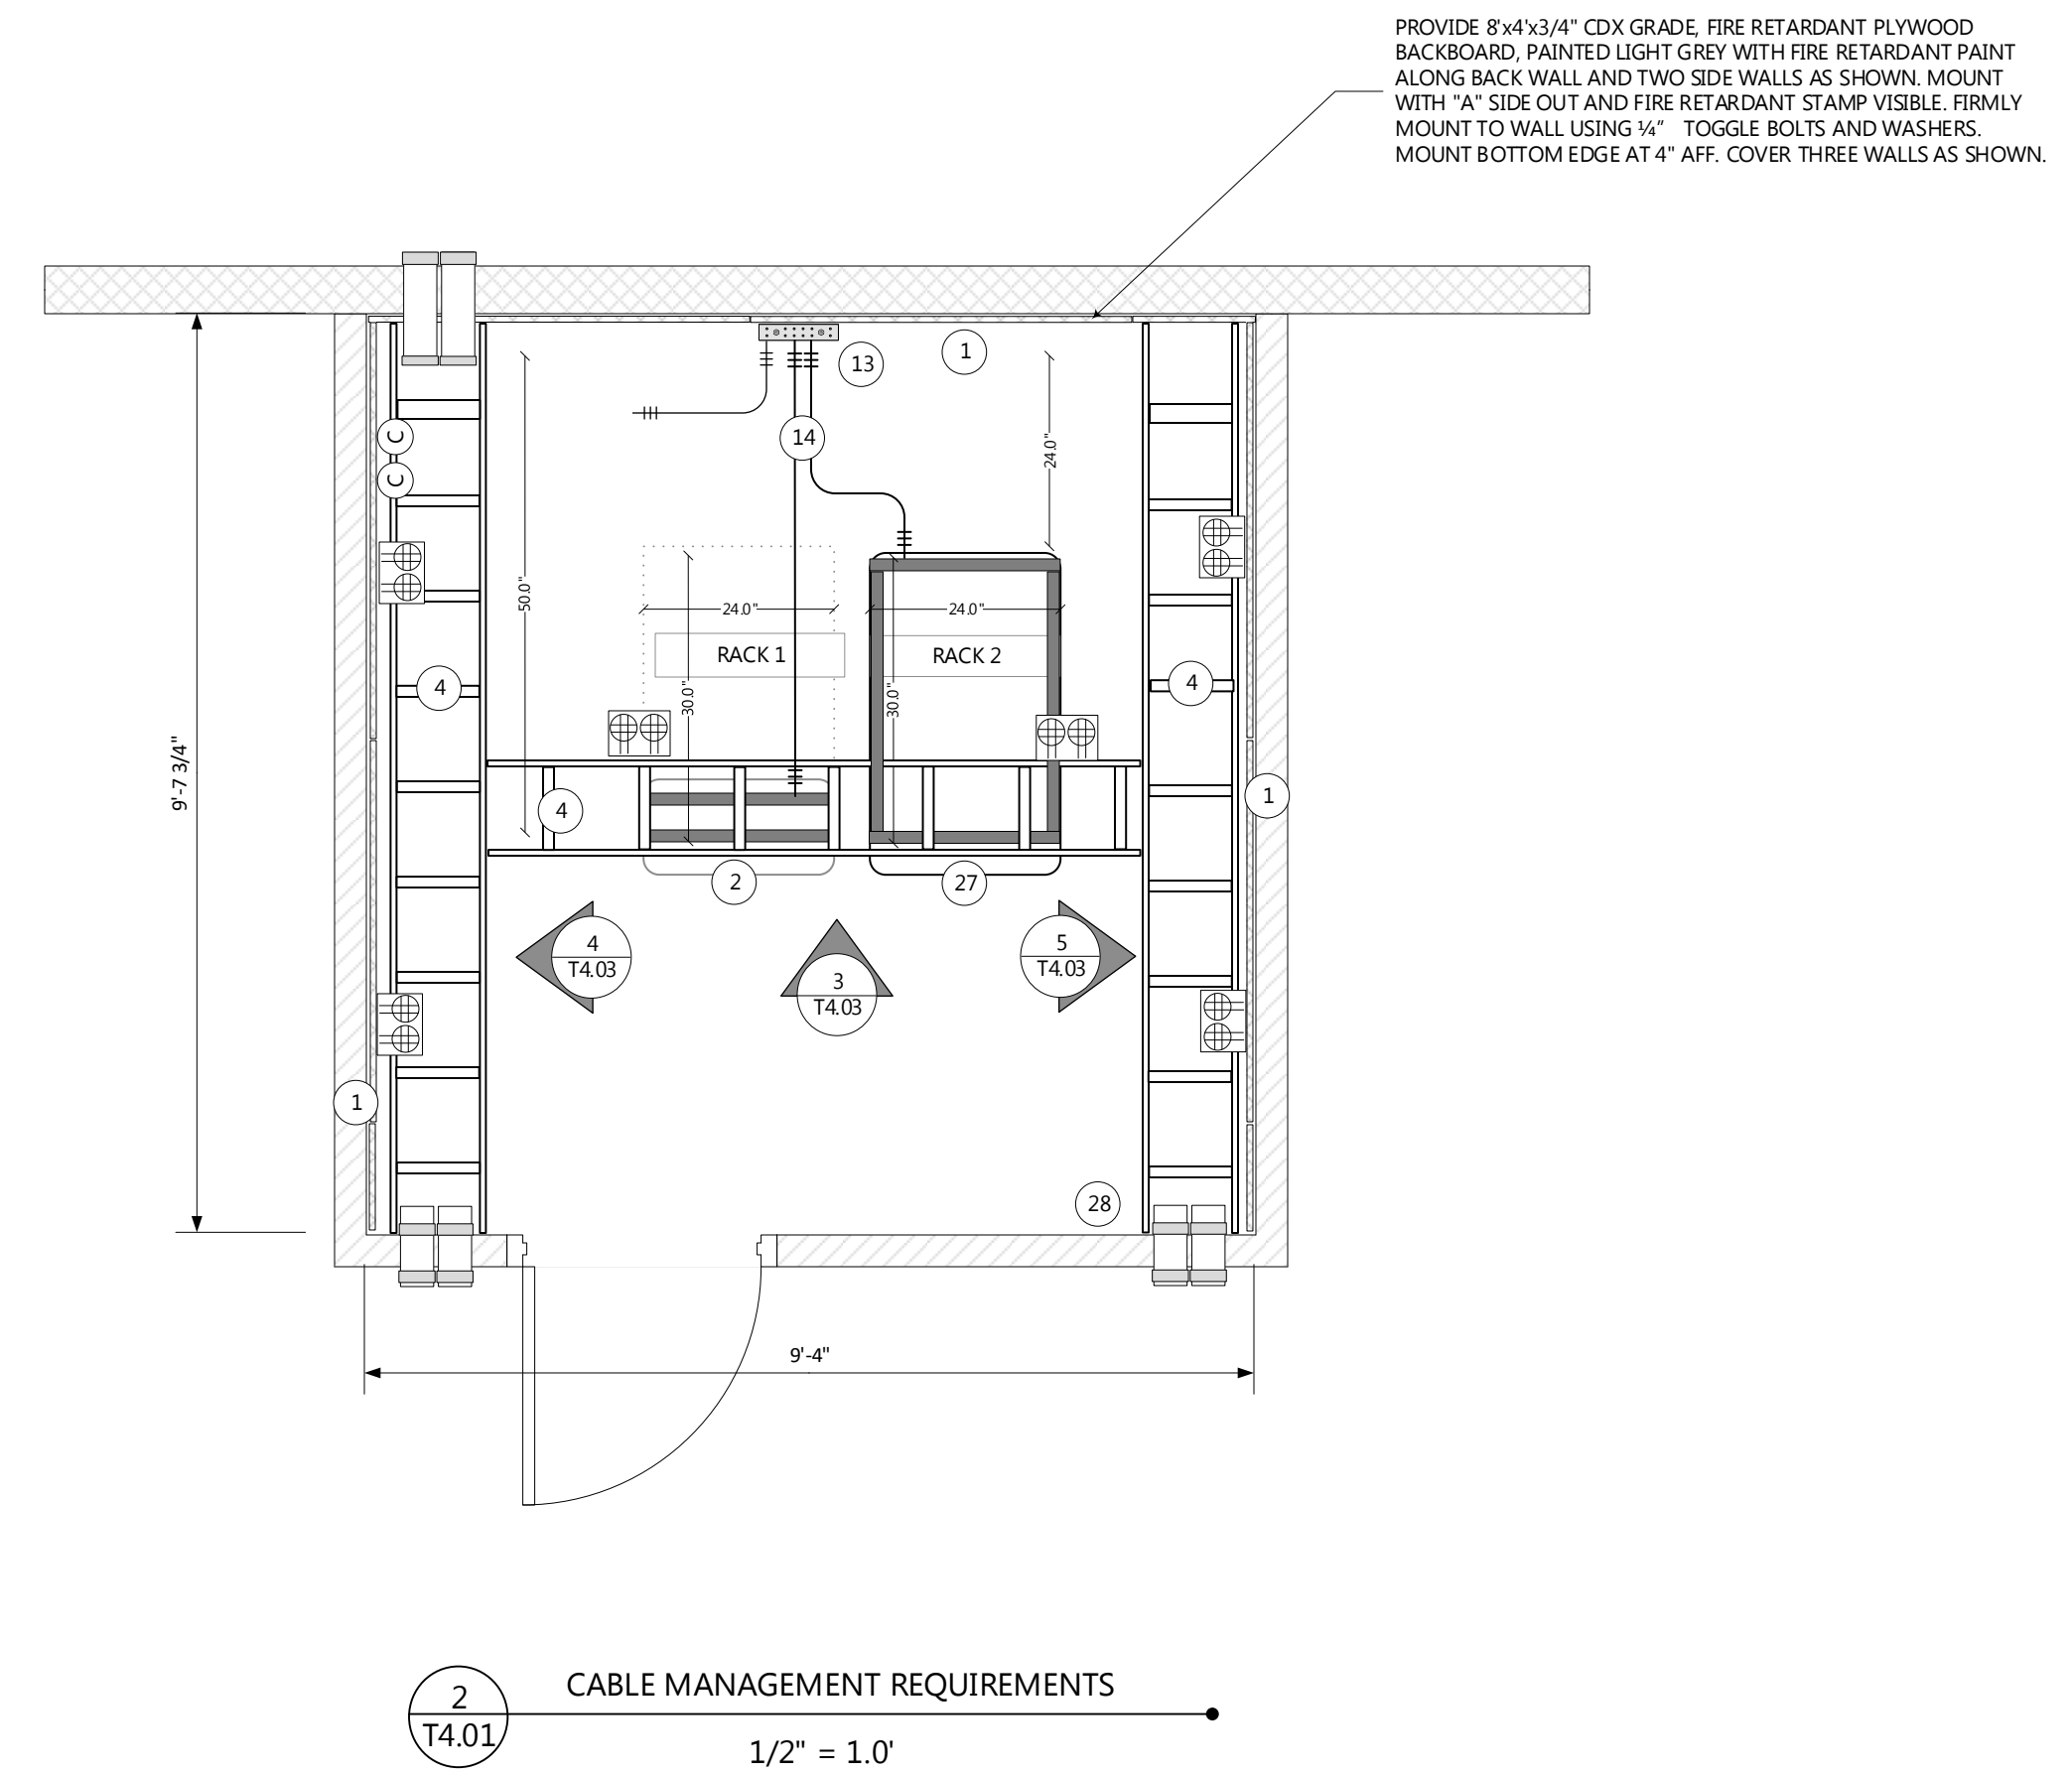 PROVIDE 8'x4'x3/4" CDX GRADE, FIRE RETARDANT PLYWOOD
BACKBOARD, PAINTED LIGHT GREY WITH FIRE RETARDANT PAINT
ALONG BACK WALL AND TWO SIDE WALLS AS SHOWN. MOUNT
WITH "A" SIDE OUT AND FIRE RETARDANT STAMP VISIBLE. FIRMLY
MOUNT TO WALL USING ¼” TOGGLE BOLTS AND WASHERS.
MOUNT BOTTOM EDGE AT 4" AFF. COVER THREE WALLS AS SHOWN.
13
1
C
14
24.0"
C
50.0"
24.0"
24.0"
RACK 1
RACK 2
4
30.0"
30.0"
4
9'-7 3/4"
1
4
2
27
4
T4.03
3
T4.03
5
T4.03
1
28
9'-4"
2
T4.01
CABLE MANAGEMENT REQUIREMENTS
1/2" = 1.0'